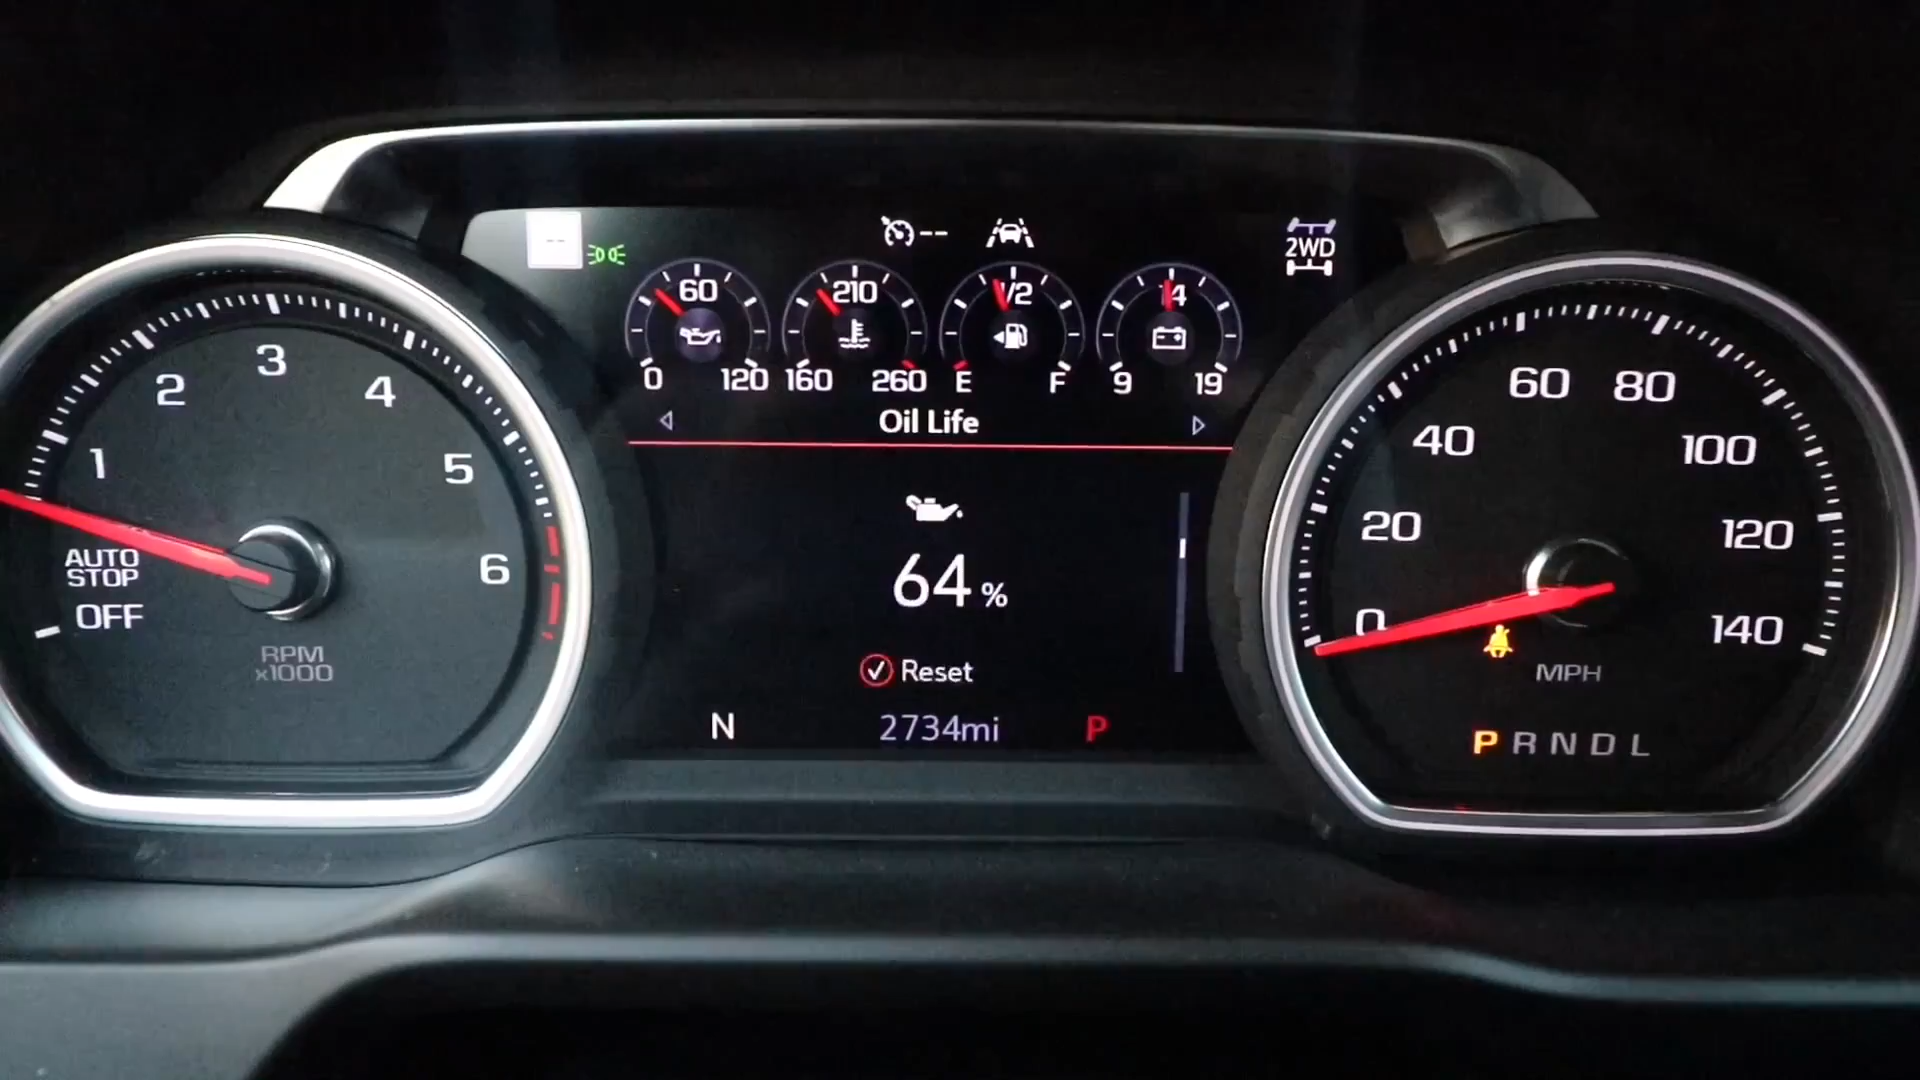 --
--
2WD
60
0 120
210
160 260
1/2
E F
14
9 19
Oil Life
64 %
Reset
N 2734mi P
1 2 3 4 5 6
AUTO
STOP
OFF
RPM
x1000
0 20 40 60 80 100 120 140
MPH
P R N D L